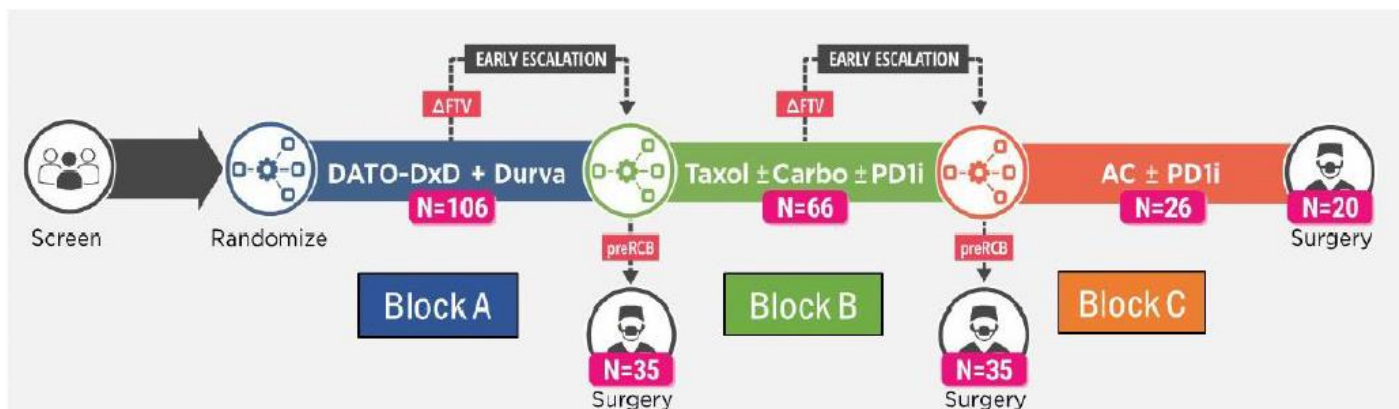 EARLY ESCALATION
EARLY ESCALATION
ΔFTV
ΔFTV
DATO-DxD + Durva
Taxol ±Carbo ±PD1i
AC ± PD1i
N=106
N=66
N=26
N=20
Screen
Randomize
Surgery
preRCB
preRCB
Block A
Block B
Block C
N=35
N=35
Surgery
Surgery